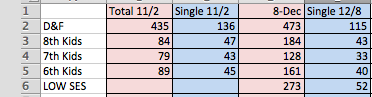 1 Total 11/2 Single 11/2 8-Dec Single 12/8
2 D&F 435 136 473 115
3 8th Kids 84 47 184 43
4 7th Kids 79 43 128 33
5 6th Kids 89 45 161 40
6 LOW SES 273 52